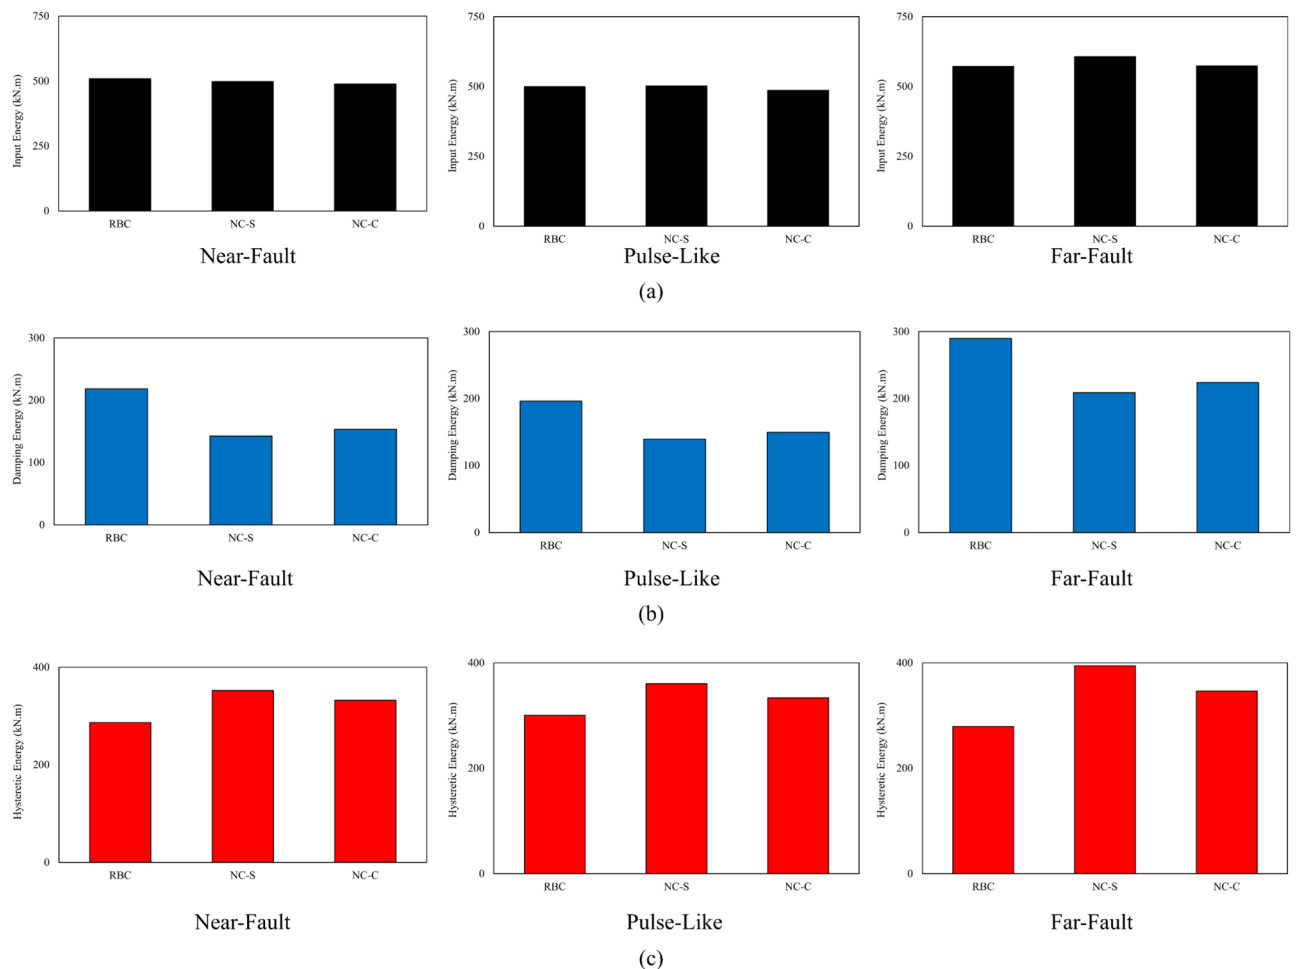 750
500
250
0
Input Energy (kN.m)
RBC NC-S NC-C
Near-Fault
750
500
250
0
Input Energy (kN.m)
RBC NC-S NC-C
Pulse-Like
750
500
250
0
Input Energy (kN.m)
RBC NC-S NC-C
Far-Fault
(a)
300
200
100
0
Damping Energy (kN.m)
RBC NC-S NC-C
Near-Fault
300
200
100
0
Damping Energy (kN.m)
RBC NC-S NC-C
Pulse-Like
300
200
100
0
Damping Energy (kN.m)
RBC NC-S NC-C
Far-Fault
(b)
400
200
0
Hysteretic Energy (kN.m)
RBC NC-S NC-C
Near-Fault
400
200
0
Hysteretic Energy (kN.m)
RBC NC-S NC-C
Pulse-Like
400
200
0
Hysteretic Energy (kN.m)
RBC NC-S NC-C
Far-Fault
(c)